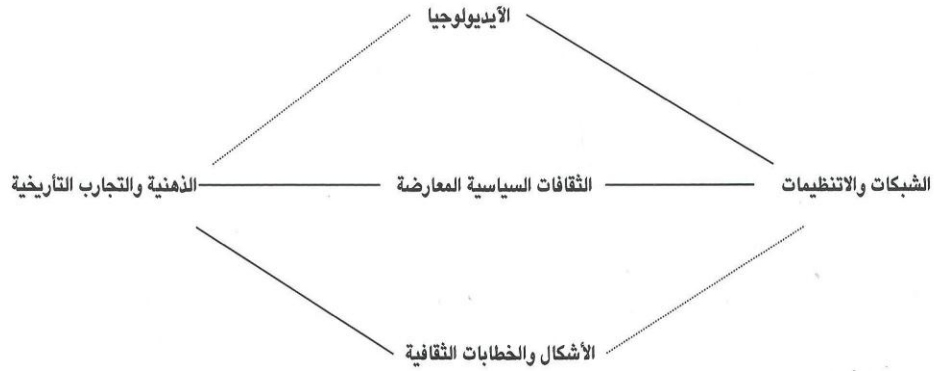 الآيديولوجيا
الشبكات والاتنظيمات
الثقافات السياسية المعارضة
الذهنية والتجارب التأريخية
الأشكال والخطابات الثقافية